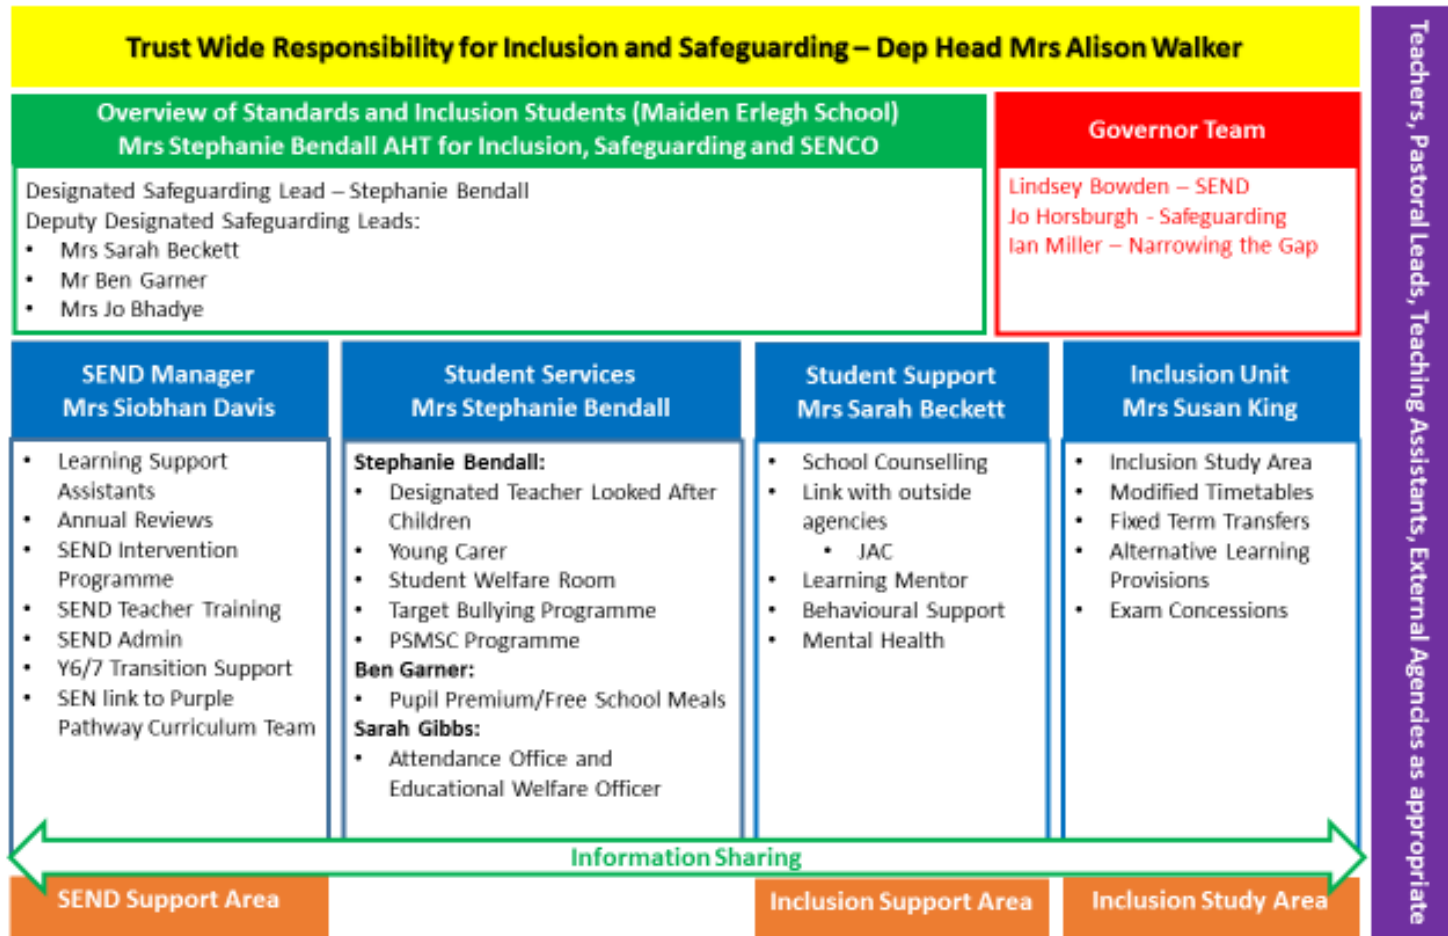 Trust Wide Responsibility for Inclusion and Safeguarding – Dep Head Mrs Alison Walker
Overview of Standards and Inclusion Students (Maiden Erlegh School)
Mrs Stephanie Bendall AHT for Inclusion, Safeguarding and SENCO
Designated Safeguarding Lead – Stephanie Bendall
Deputy Designated Safeguarding Leads:
• Mrs Sarah Beckett
• Mr Ben Garner
• Mrs Jo Bhadye
Governor Team
Lindsey Bowden – SEND
Jo Horsburgh - Safeguarding
Ian Miller – Narrowing the Gap
SEND Manager
Mrs Siobhan Davis
• Learning Support
Assistants
• Annual Reviews
• SEND Intervention
Programme
• SEND Teacher Training
• SEND Admin
• Y6/7 Transition Support
• SEN link to Purple
Pathway Curriculum Team
Student Services
Mrs Stephanie Bendall
Stephanie Bendall:
• Designated Teacher Looked After
Children
• Young Carer
• Student Welfare Room
• Target Bullying Programme
• PSMSC Programme
Ben Garner:
• Pupil Premium/Free School Meals
Sarah Gibbs:
• Attendance Office and
Educational Welfare Officer
Student Support
Mrs Sarah Beckett
• School Counselling
• Link with outside
agencies
• JAC
• Learning Mentor
• Behavioural Support
• Mental Health
Inclusion Unit
Mrs Susan King
• Inclusion Study Area
• Modified Timetables
• Fixed Term Transfers
• Alternative Learning
Provisions
• Exam Concessions
Information Sharing
SEND Support Area
Inclusion Support Area
Inclusion Study Area
Teachers, Pastoral Leads, Teaching Assistants, External Agencies as appropriate